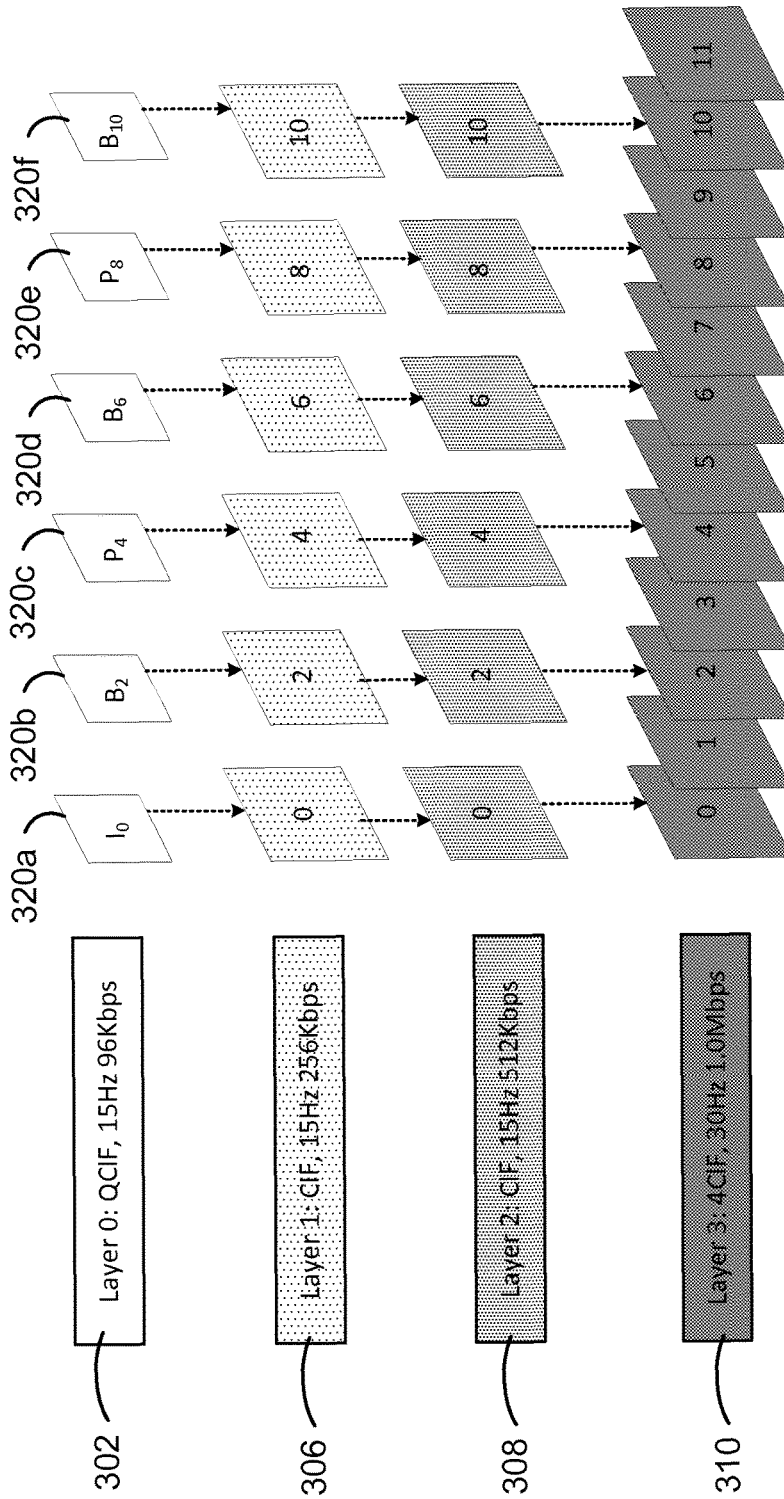 320a
320b
320c
320d
320e
320f
302
Layer 0: QCIF, 15Hz 96Kbps
I0
B2
P4
B6
P8
B10
306
Layer 1: CIF, 15Hz 256Kbps
0
2
4
6
8
10
308
Layer 2: CIF, 15Hz 512Kbps
0
2
4
6
8
10
310
Layer 3: 4CIF, 30Hz 1.0Mbps
0
1
2
3
4
5
6
7
8
9
10
11